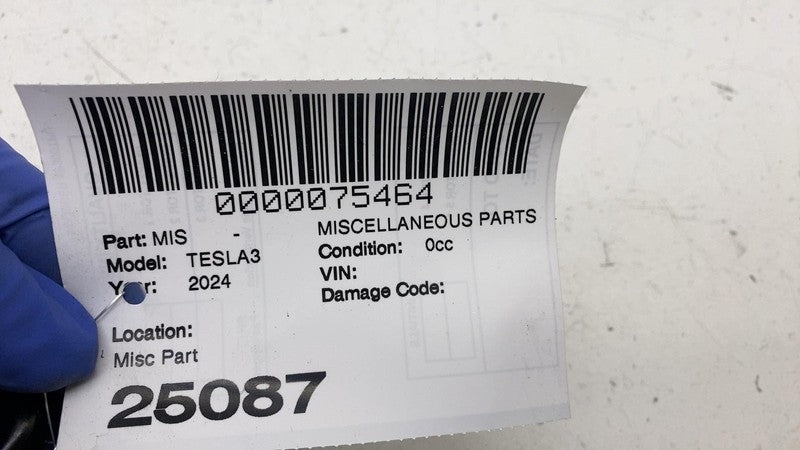 0000075464
Part: MIS - MISCELLANEOUS PARTS
Model: TESLA3 Condition: 0cc
Year: 2024 VIN:
Damage Code:
Location:
Misc Part
25087